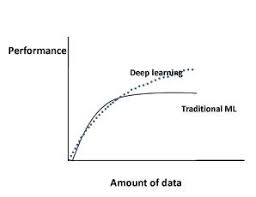 Performance
Deep learning
Traditional ML
Amount of data